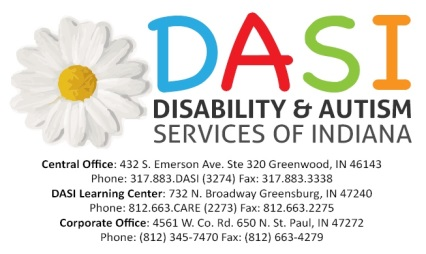 DASI
DISABILITY & AUTISM
SERVICES OF INDIANA
Central Office: 432 S. Emerson Ave. Ste 320 Greenwood, IN 46143
Phone: 317.883.DASI (3274) Fax: 317.883.3338
DASI Learning Center: 732 N. Broadway Greensburg, IN 47240
Phone: 812.663.CARE (2273) Fax: 812.663.2275
Corporate Office: 4561 W. Co. Rd. 650 N. St. Paul, IN 47272
Phone: (812) 345-7470 Fax: (812) 663-4279